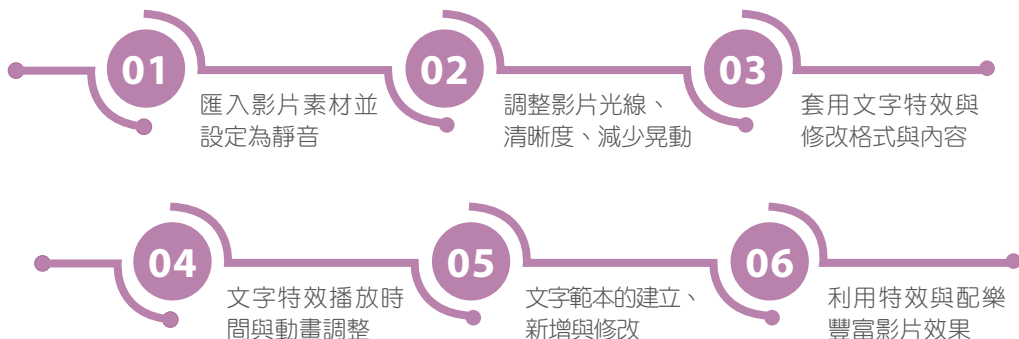 01
匯入影片素材並
設定為靜音
02
調整影片光線、
清晰度、減少晃動
03
套用文字特效與
修改格式與內容
04
文字特效播放時
間與動畫調整
05
文字範本的建立、
新增與修改
06
利用特效與配樂
豐富影片效果